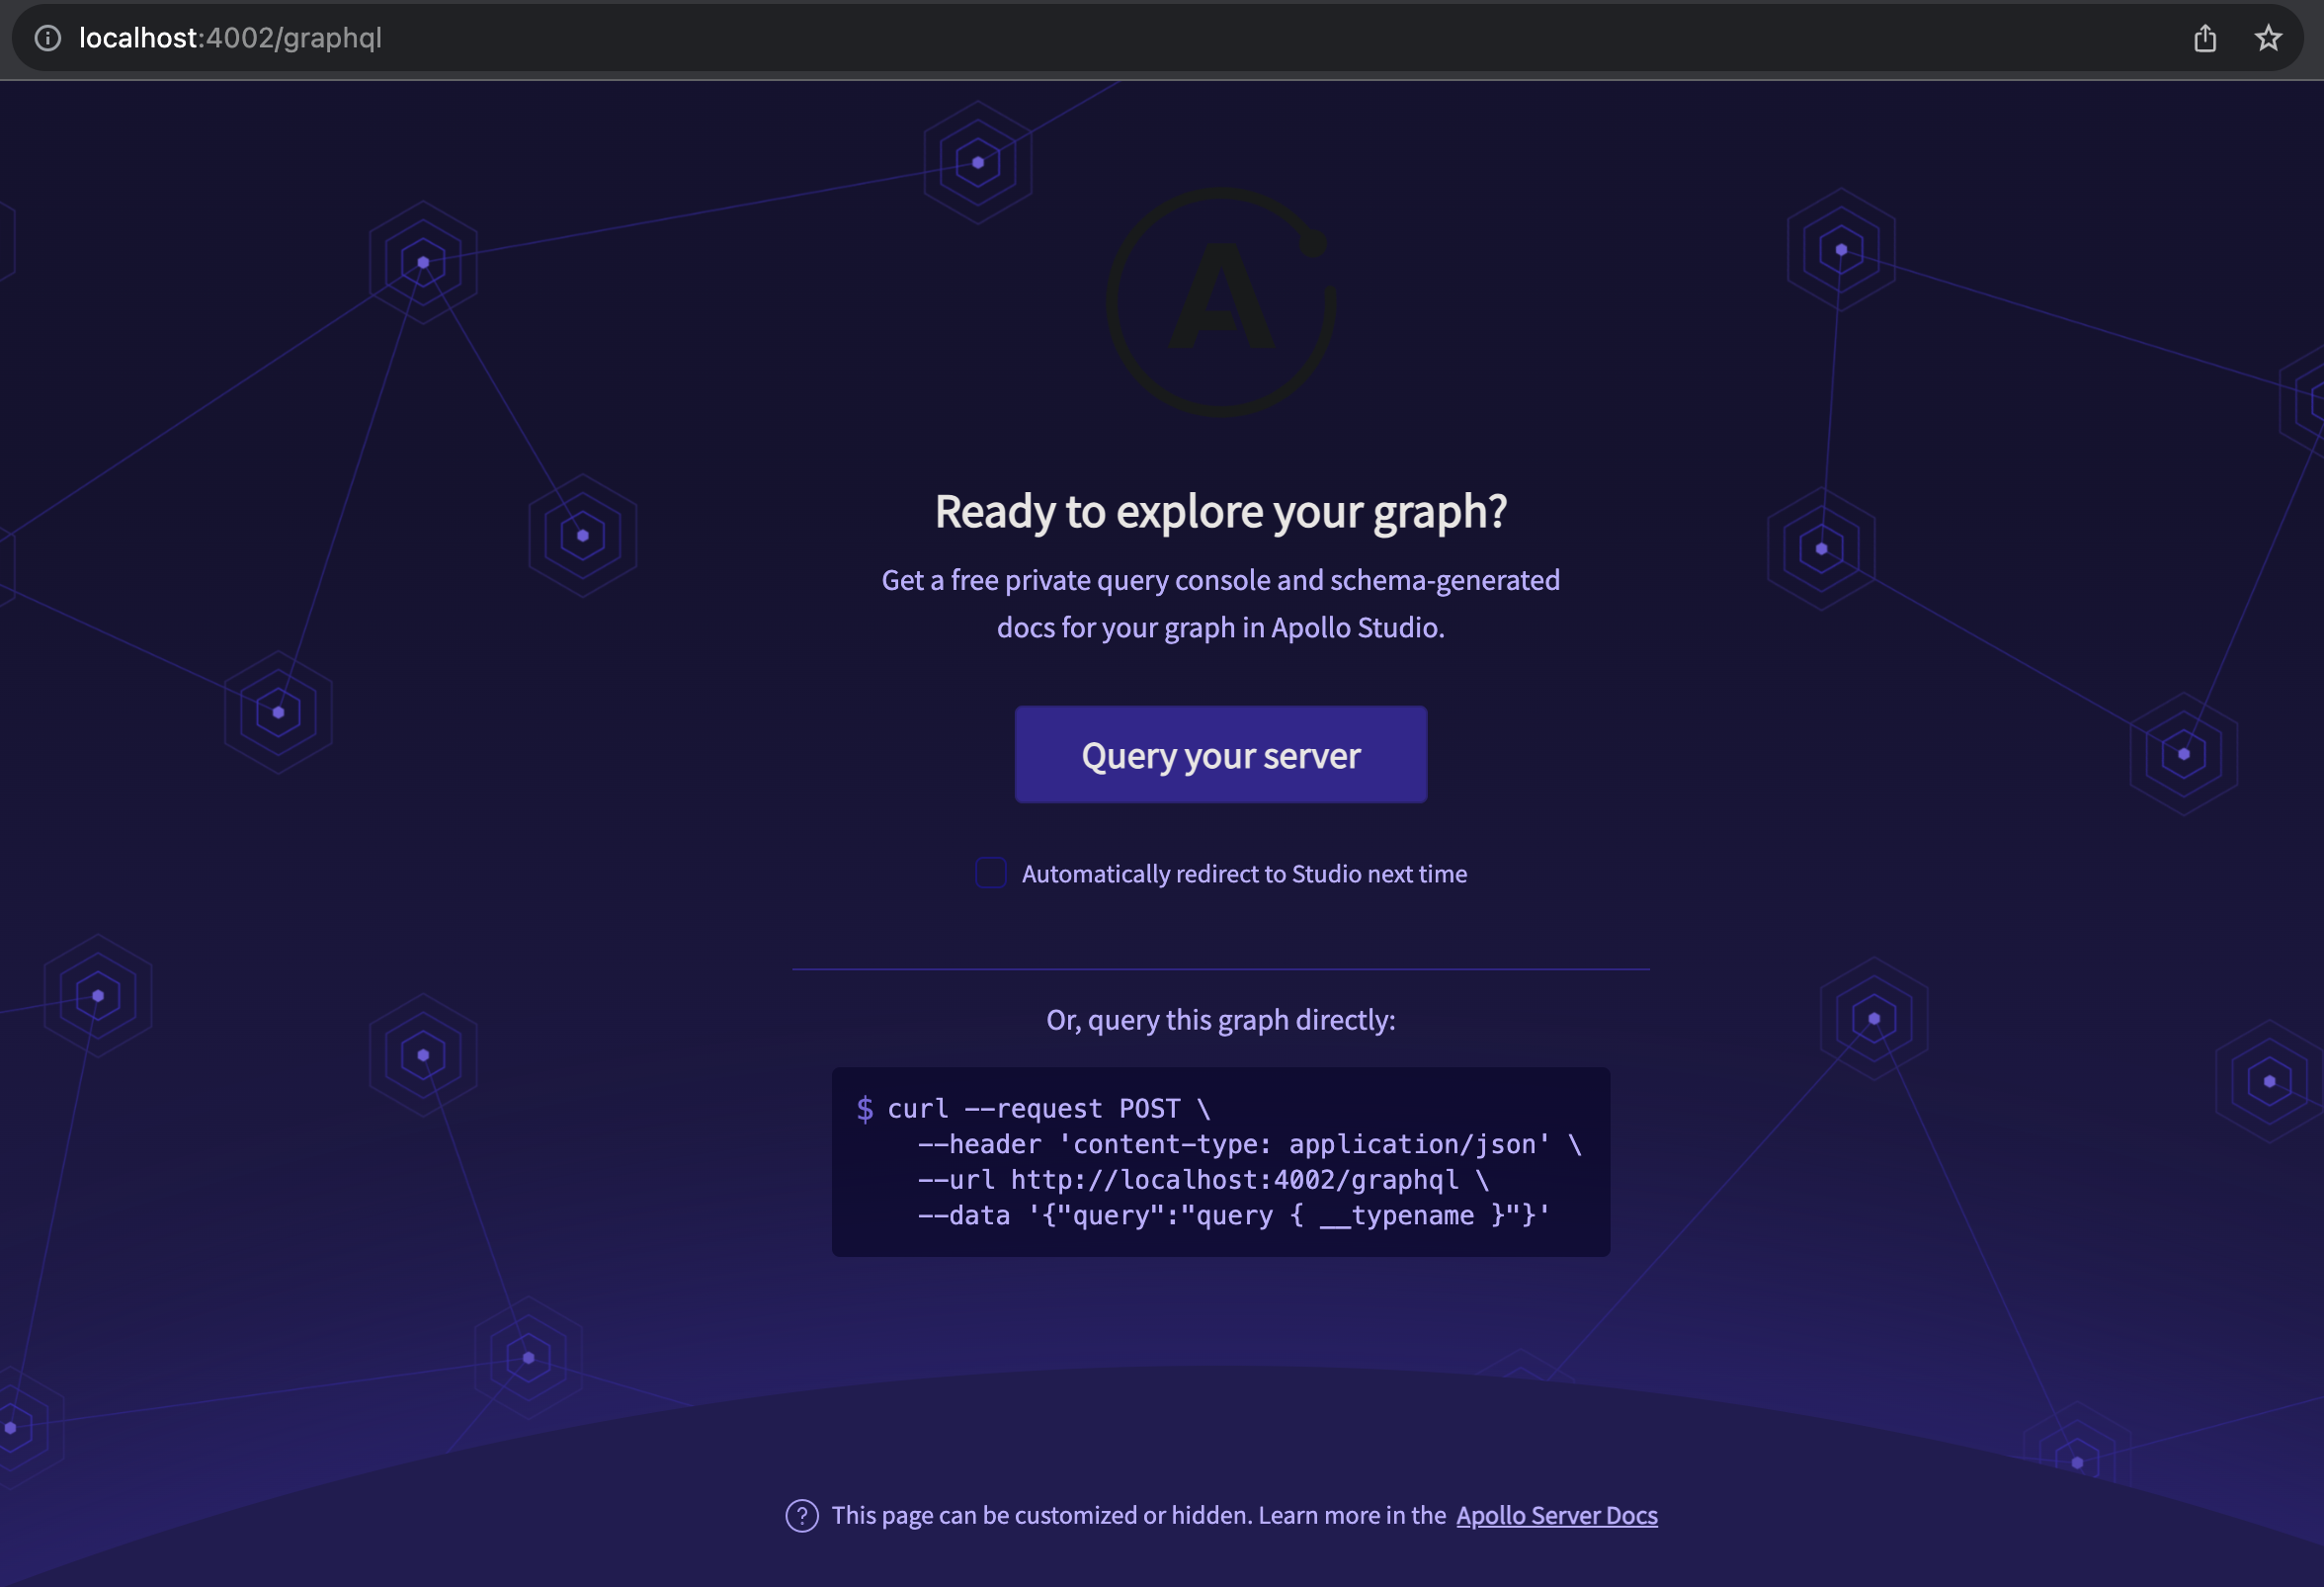 localhost:4002/graphql
A
Ready to explore your graph?
Get a free private query console and schema-generated
docs for your graph in Apollo Studio.
Query your server
Automatically redirect to Studio next time
Or, query this graph directly:
$ curl --request POST \
--header 'content-type: application/json' \
--url http://localhost:4002/graphql \
--data '{"query":"query { __typename }"}'
? This page can be customized or hidden. Learn more in the Apollo Server Docs